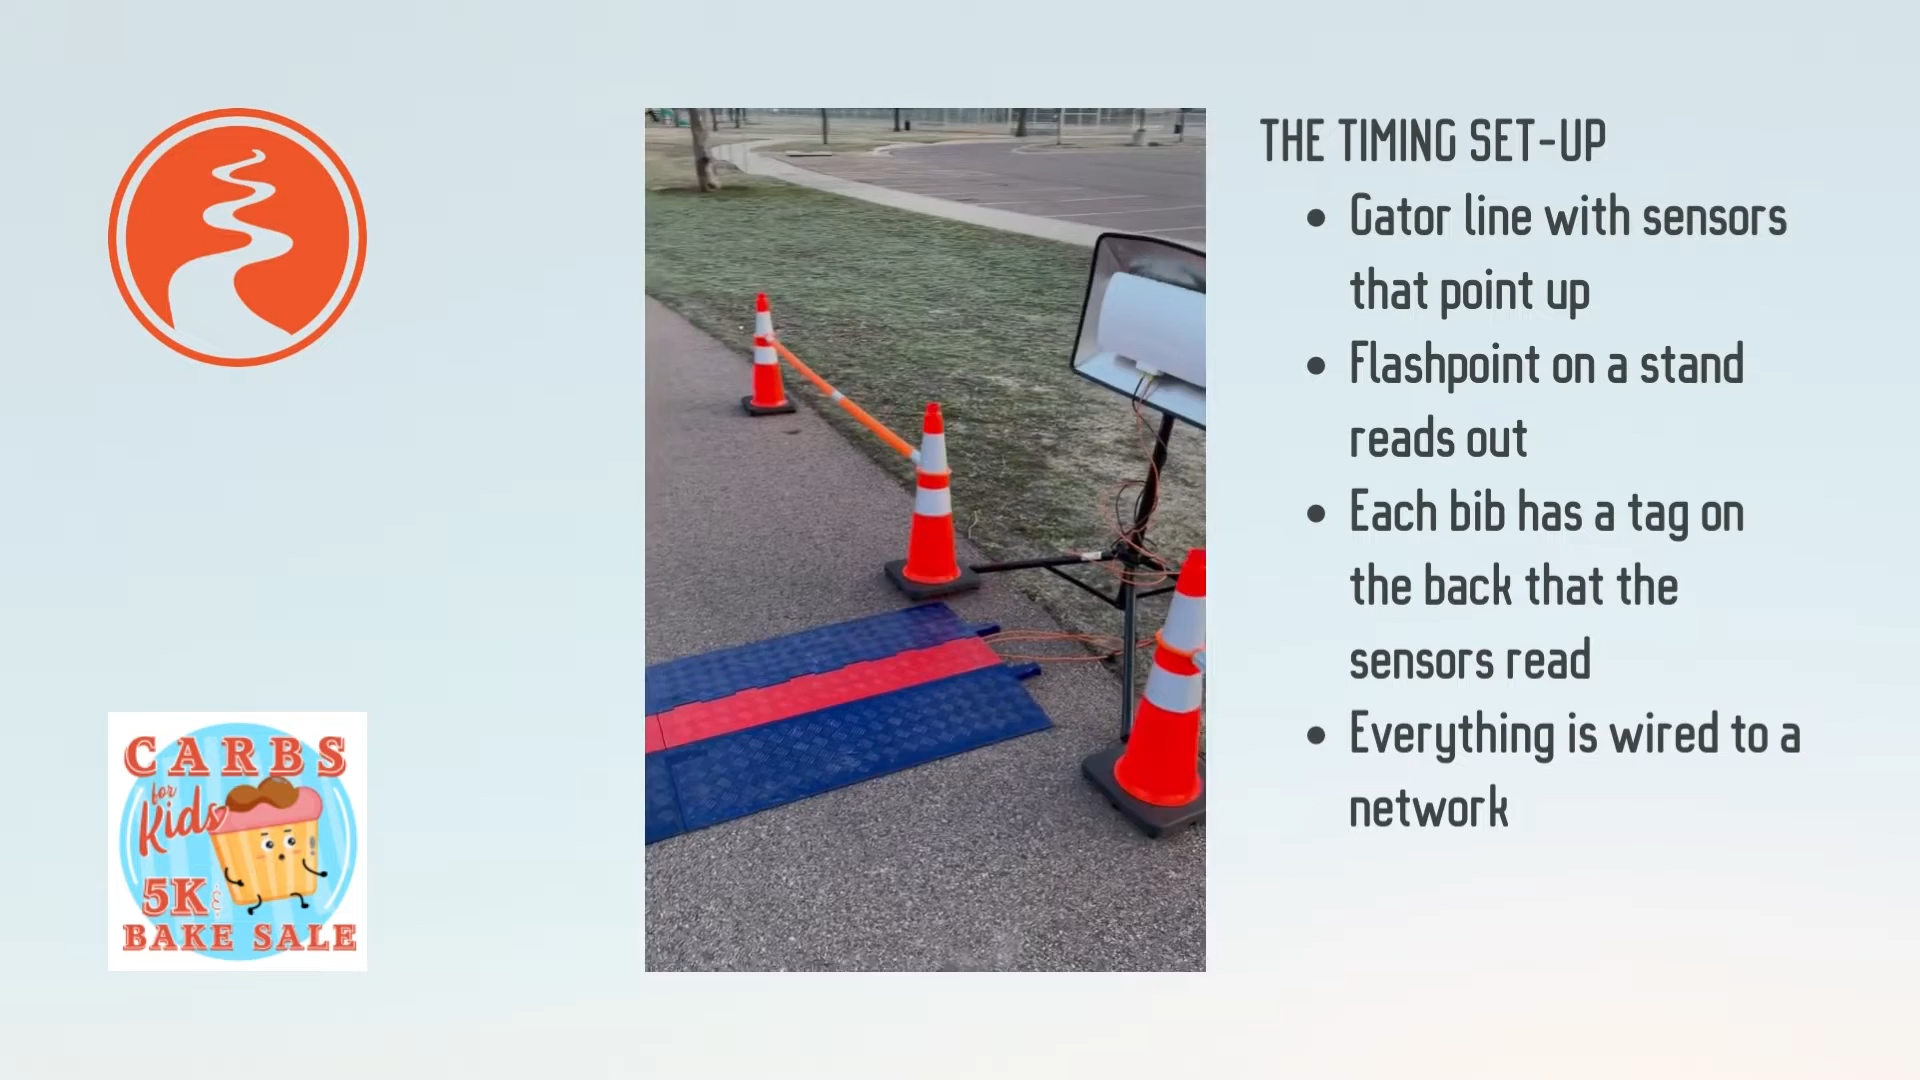 THE TIMING SET-UP
• Gator line with sensors
that point up
• Flashpoint on a stand
reads out
• Each bib has a tag on
the back that the
sensors read
• Everything is wired to a
network
CARBS
for
Kids
5K &
BAKE SALE